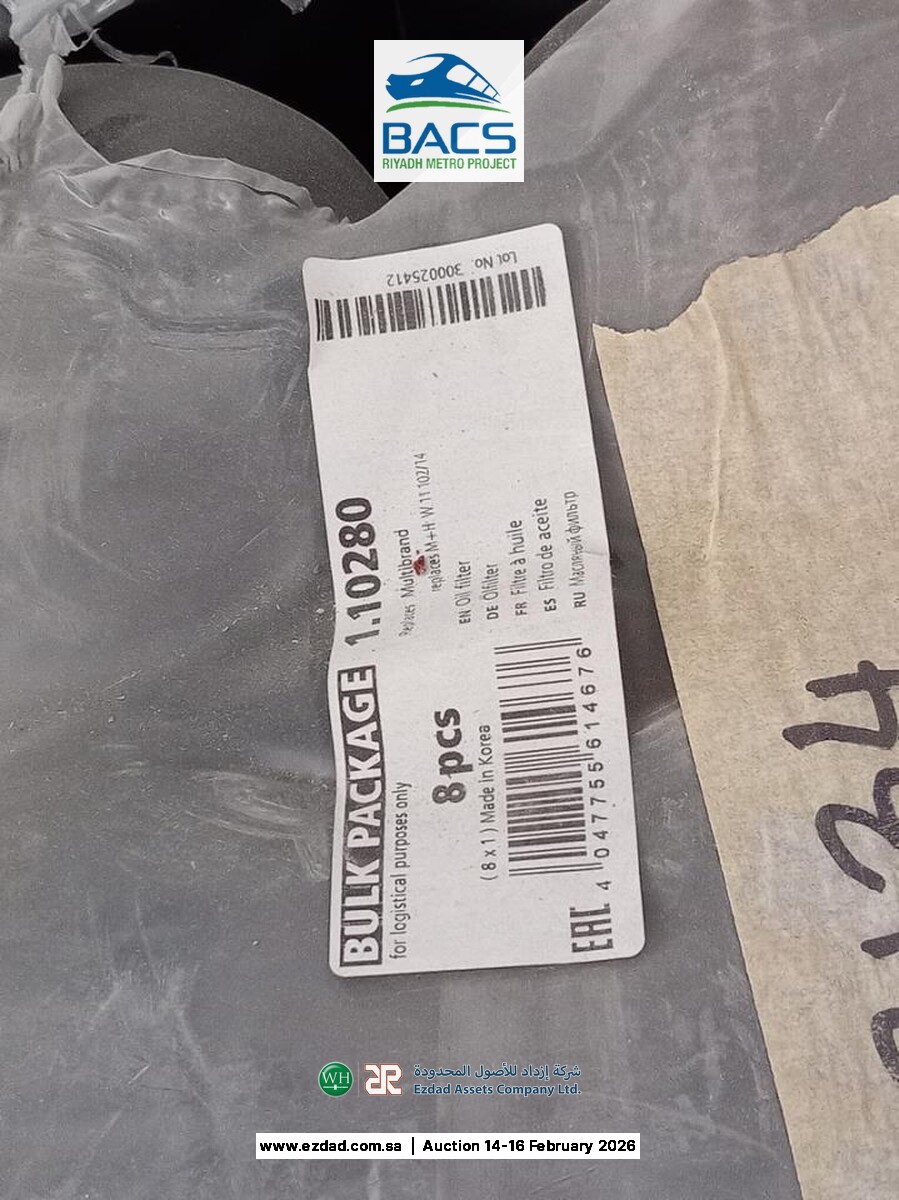 BACS
RIYADH METRO PROJECT
Lot No. 300025412
BULK PACKAGE 1.10280
for logistical purposes only
Replaces Multibrand
replaces M+H W 11 102/14
8pcs
( 8 x 1 ) Made in Korea
EN Oil filter
DE Ölfilter
FR Filtre à huile
ES Filtro de aceite
RU Масляный фильтр
4 047755 614676
EAC
شركة إزداد للأصول المحدودة
WH
Ezdad Assets Company Ltd.
www.ezdad.com.sa | Auction 14-16 February 2026